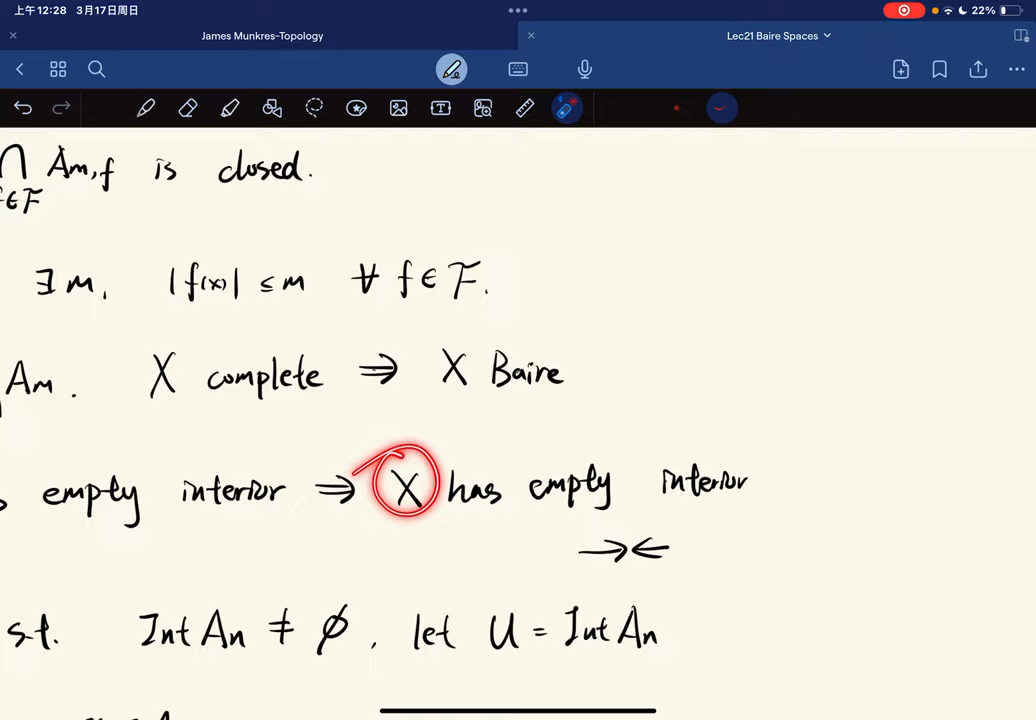 上午12:28 3月17日周日
22%
James Munkres-Topology
Lec21 Baire Spaces
⋂ Am,f is closed.
∈ℱ
∃ m, |f(x)| ≤ m ∀ f ∈ ℱ.
Am. X complete ⇒ X Baire
empty interior ⇒ X has empty interior
→←
s.t. Int An ≠ ∅, let U = Int An